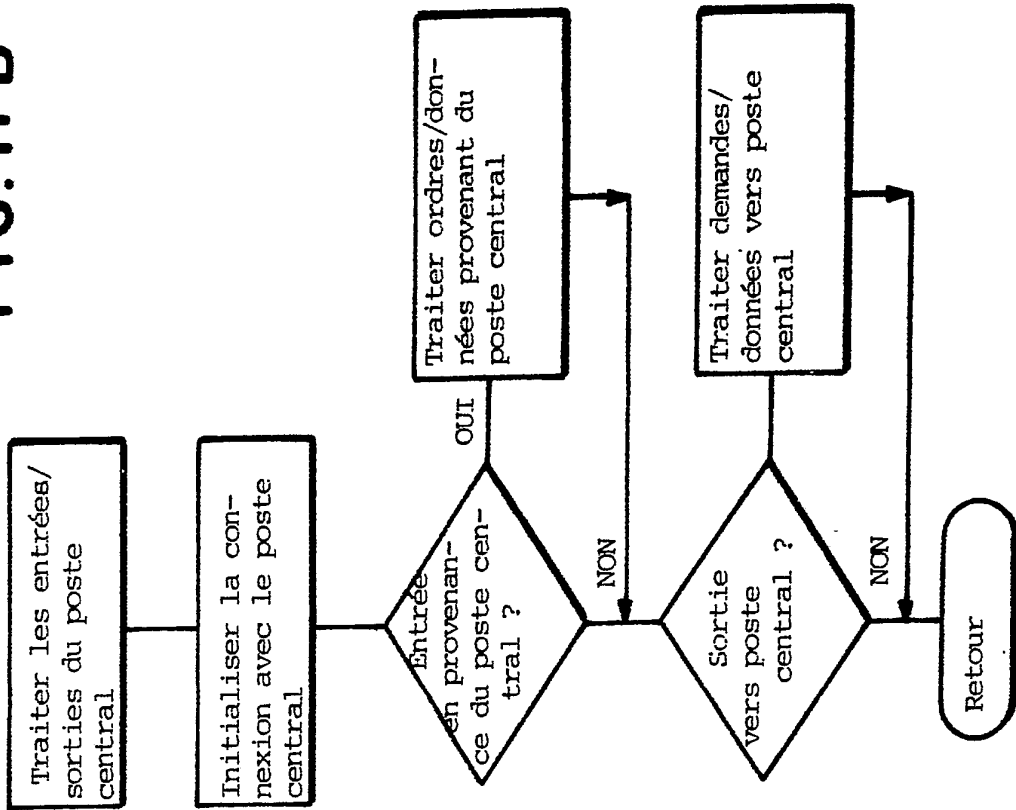 Traiter les entrées/
sorties du poste
central
Initialiser la con-
nexion avec le poste
central
Entrée
en provenan-
ce du poste cen-
tral ?
OUI
Traiter ordres/don-
nées provenant du
poste central
NON
Sortie
vers poste
central ?
Traiter demandes/
données vers poste
central
NON
Retour